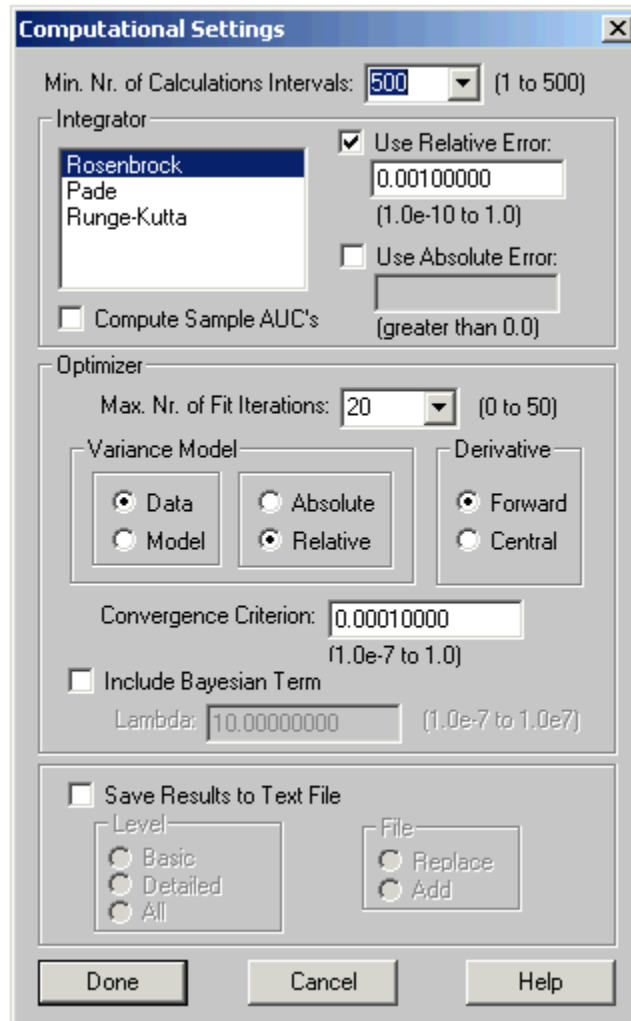 Computational Settings
Min. Nr. of Calculations Intervals: 500 (1 to 500)
Integrator
Rosenbrock
Pade
Runge-Kutta
Use Relative Error:
0.00100000
(1.0e-10 to 1.0)
Use Absolute Error:
(greater than 0.0)
Compute Sample AUC's
Optimizer
Max. Nr. of Fit Iterations: 20 (0 to 50)
Variance Model
Data
Model
Absolute
Relative
Derivative
Forward
Central
Convergence Criterion: 0.00010000
(1.0e-7 to 1.0)
Include Bayesian Term
Lambda: 10.00000000 (1.0e-7 to 1.0e7)
Save Results to Text File
Level
Basic
Detailed
All
File
Replace
Add
Done Cancel Help